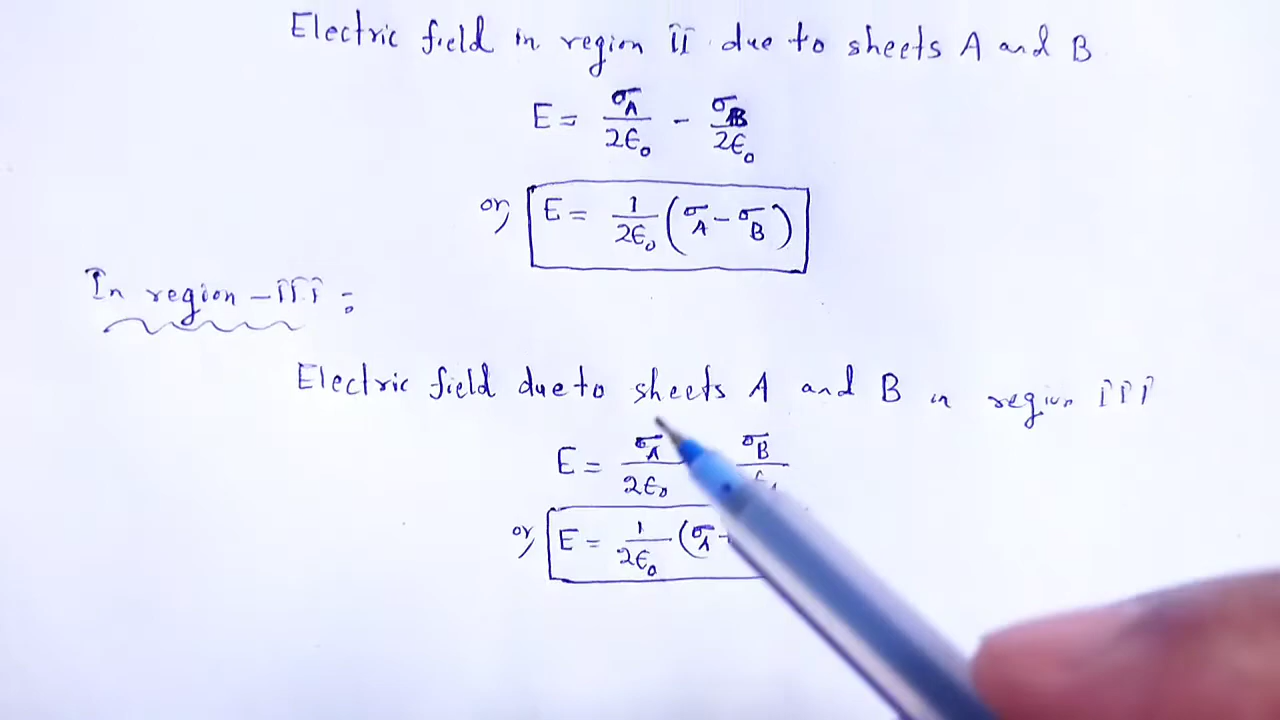 Electric field in region II due to sheets A and B
E = σA/2ϵ₀ - σB/2ϵ₀
or, E = 1/2ϵ₀ (σA - σB)
In region - III :
Electric field due to sheets A and B in region III
E = σA/2ϵ₀ σB/
or, E = 1/2ϵ₀ (σA